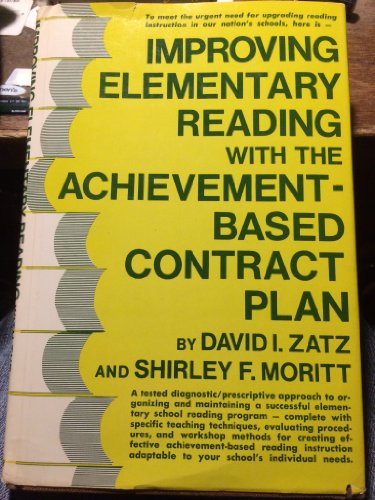 To meet the urgent need for upgrading reading
instruction in our nation's schools, here is —
IMPROVING
ELEMENTARY
READING
WITH THE
ACHIEVEMENT-
BASED
CONTRACT
PLAN
BY DAVID I. ZATZ
AND SHIRLEY F. MORITT
A tested diagnostic/prescriptive approach to or-
ganizing and maintaining a successful elemen-
tary school reading program — complete with
specific teaching techniques, evaluating proced-
ures, and workshop methods for creating ef-
fective achievement-based reading instruction
adaptable to your school's individual needs.